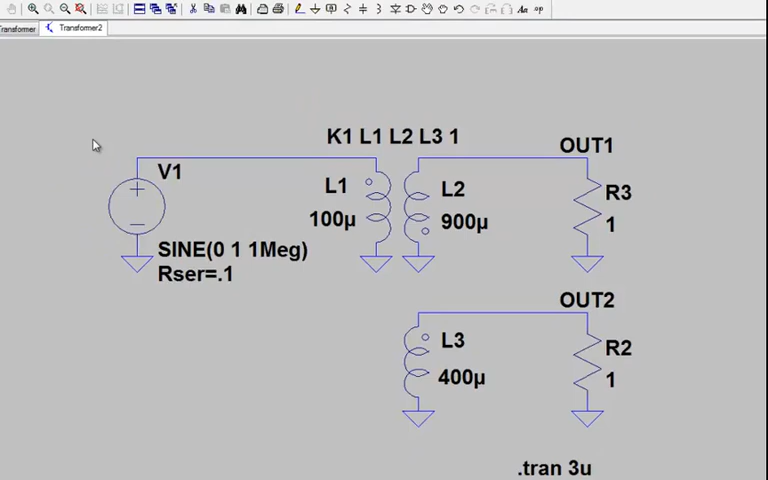 Transformer
Transformer2
K1 L1 L2 L3 1
OUT1
V1
L1
L2
R3
100µ
900µ
1
SINE(0 1 1Meg)
Rser=.1
OUT2
L3
R2
400µ
1
.tran 3u